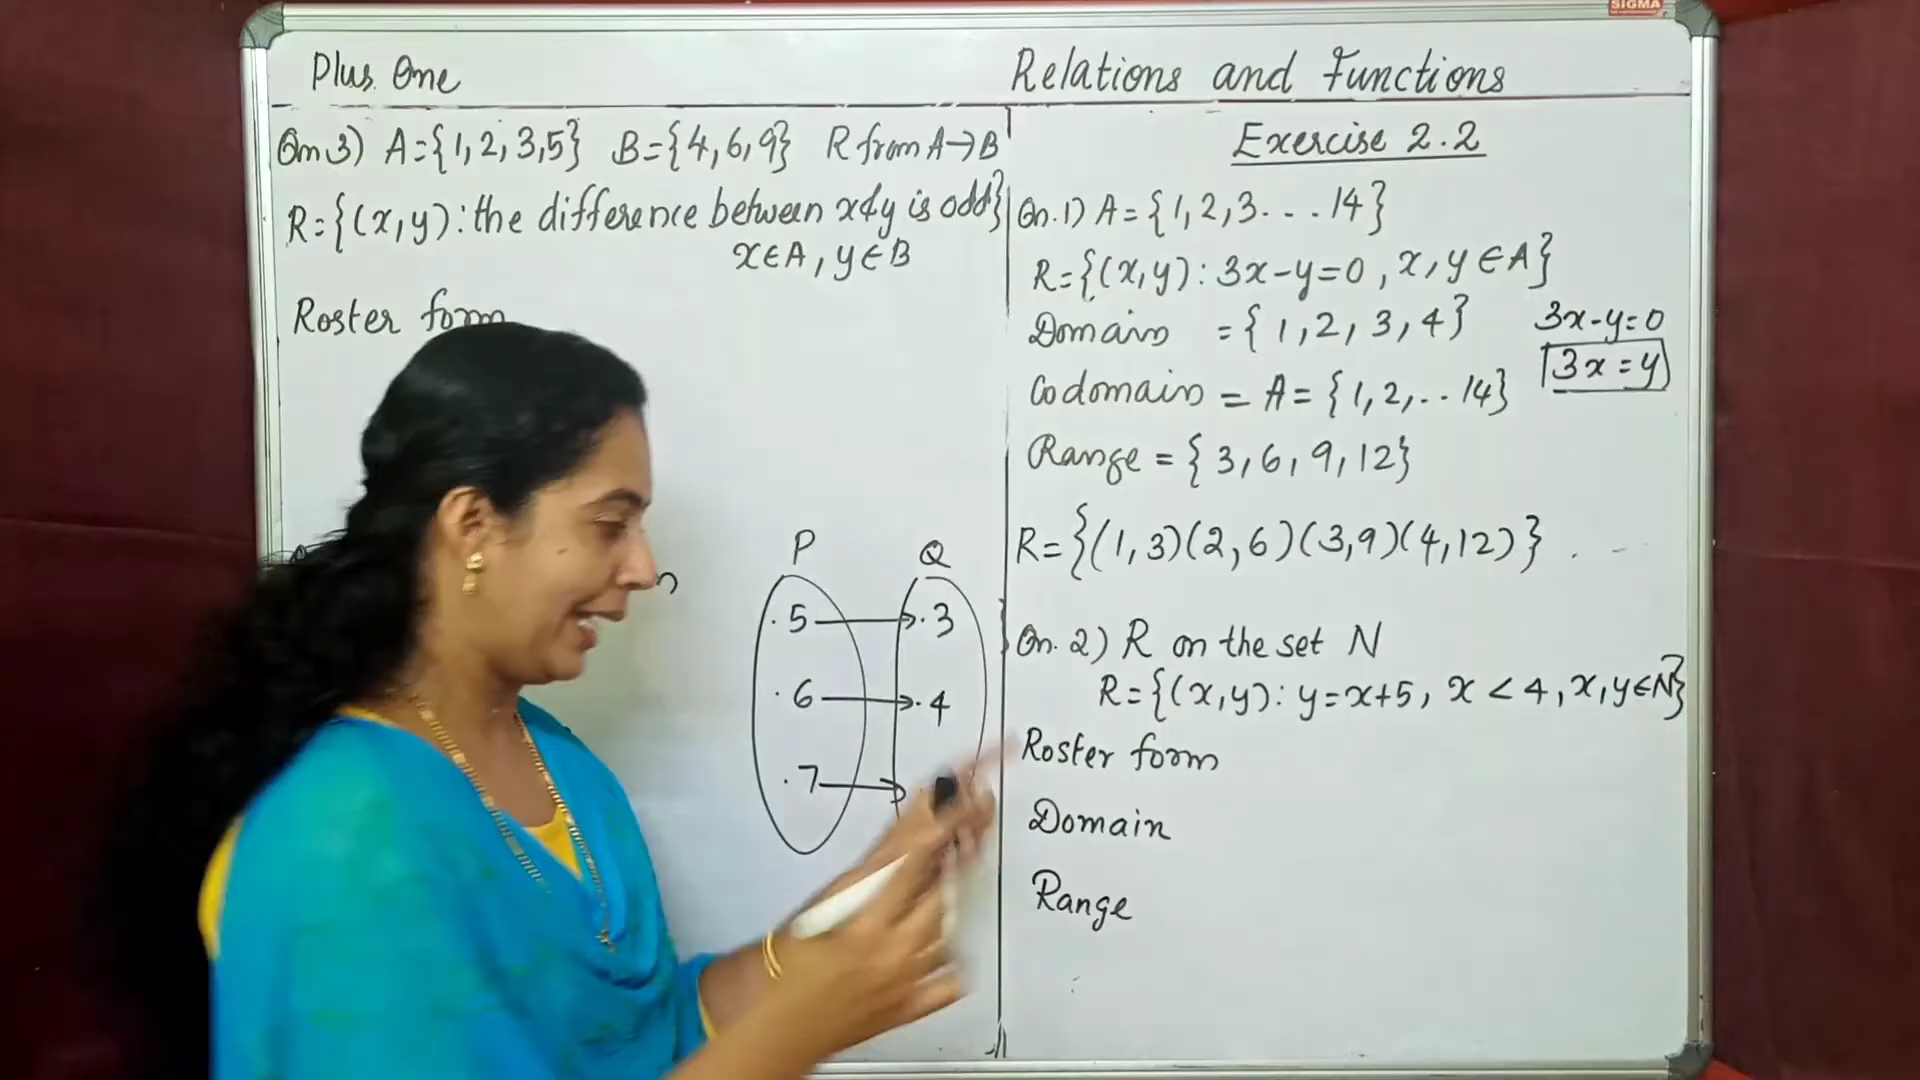 SIGMA
Plus One
Relations and Functions
Qn 3) A={1,2,3,5} B={4,6,9} R from A→B
R={(x,y): the difference between x & y is odd}
x∈A, y∈B
Roster form
P Q
.5 .3
.6 .4
.7
Exercise 2.2
Qn. 1) A={1,2,3...14}
R={(x,y): 3x-y=0, x,y∈A}
Domain = {1,2,3,4}
3x-y=0
3x=y
Codomain = A={1,2,..14}
Range = {3,6,9,12}
R={(1,3)(2,6)(3,9)(4,12)}
Qn. 2) R on the set N
R={(x,y): y=x+5, x<4, x,y∈N}
Roster form
Domain
Range